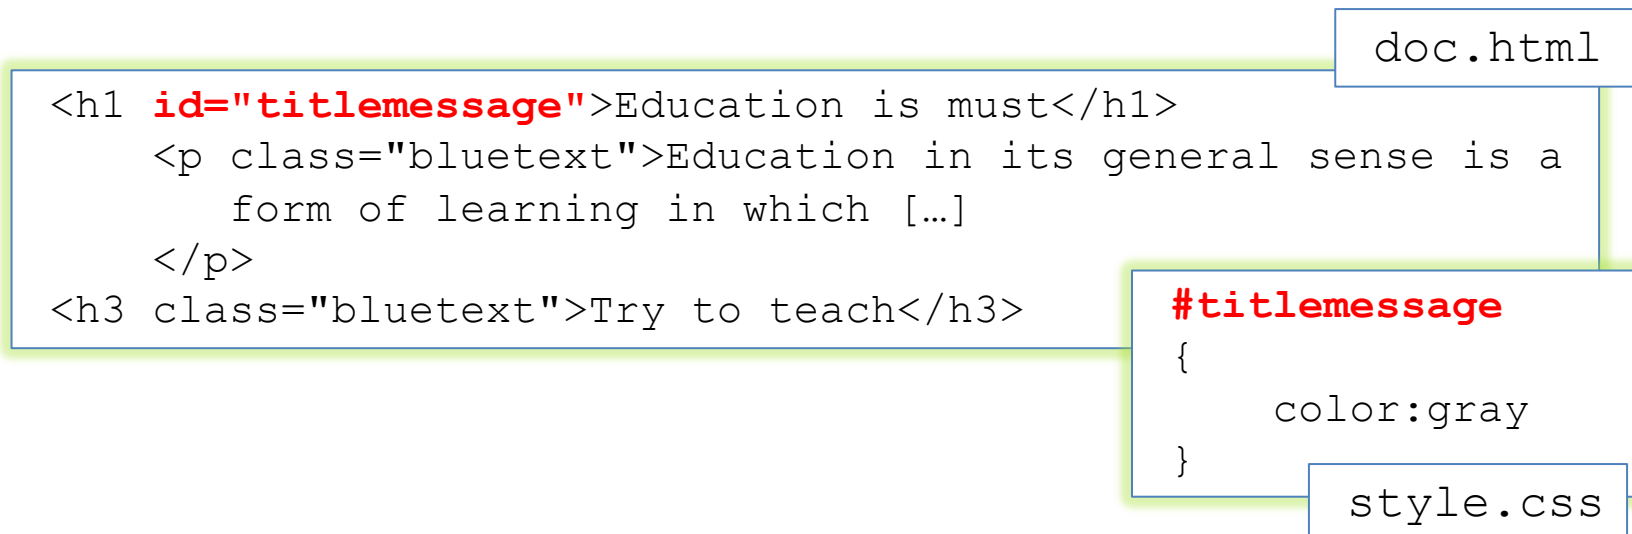 doc.html
<h1 id="titlemessage">Education is must</h1>
<p class="bluetext">Education in its general sense is a
form of learning in which […]
</p>
<h3 class="bluetext">Try to teach</h3>
#titlemessage
{
color:gray
}
style.css